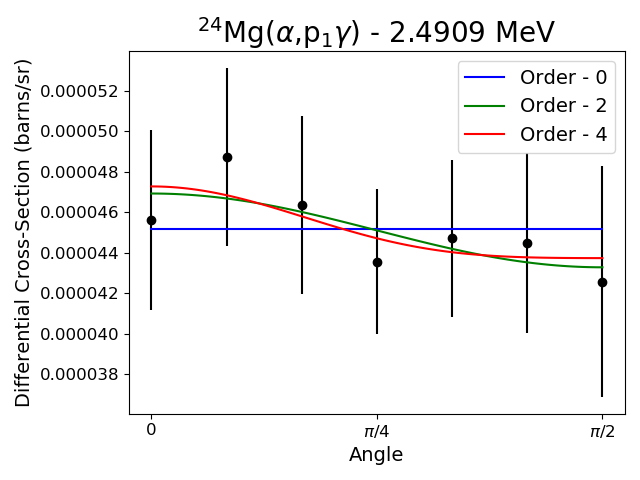 ²⁴Mg(α,p₁γ) - 2.4909 MeV
Differential Cross-Section (barns/sr)
0.000052
0.000050
0.000048
0.000046
0.000044
0.000042
0.000040
0.000038
Order - 0
Order - 2
Order - 4
0
π/4
π/2
Angle